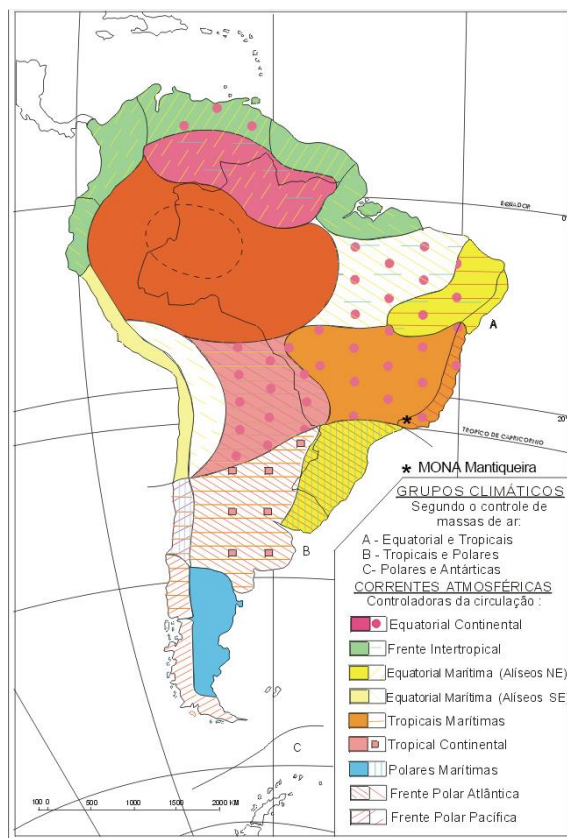 EQUADOR
0°
A
20°
TRÓPICO DE CAPRICORNIO
* MONA Mantiqueira
GRUPOS CLIMÁTICOS
Segundo o controle de
massas de ar:
A - Equatorial e Tropicais
B - Tropicais e Polares
C- Polares e Antárticas
CORRENTES ATMOSFÉRICAS
Controladoras da circulação :
Equatorial Continental
Frente Intertropical
Equatorial Marítima (Alíseos NE)
Equatorial Marítima (Alíseos SE)
Tropicais Marítimas
Tropical Continental
Polares Marítimas
Frente Polar Atlântica
Frente Polar Pacífica
B
C
100 0 500 1000 1500 2000 KM